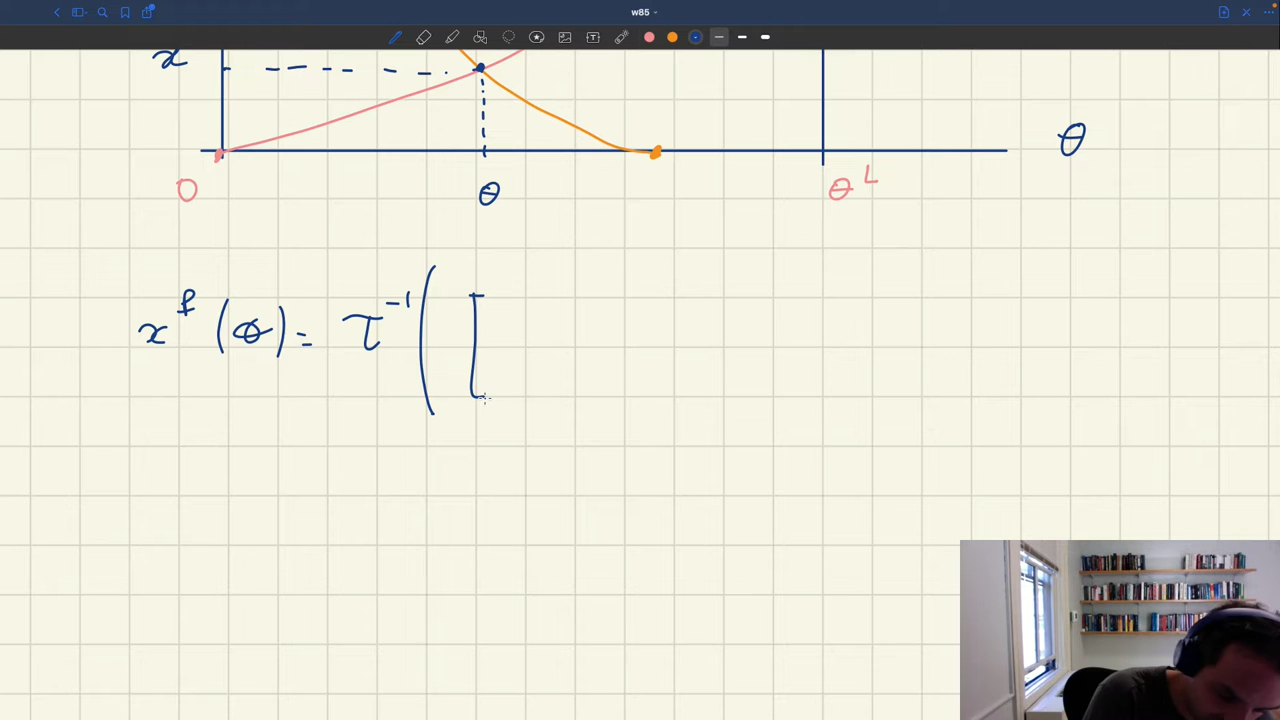 w85
x
θ
0
θ
θ^L
x^f(θ) = τ^{-1}( [